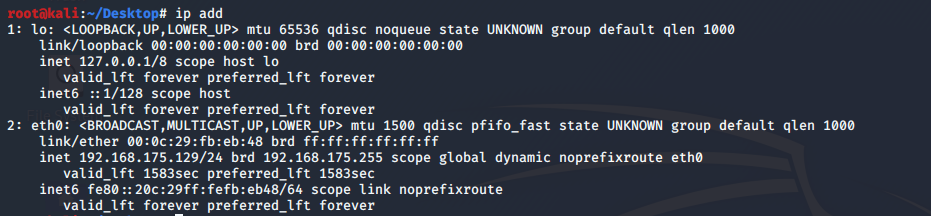 root@kali:~/Desktop# ip add
1: lo: <LOOPBACK,UP,LOWER_UP> mtu 65536 qdisc noqueue state UNKNOWN group default qlen 1000
    link/loopback 00:00:00:00:00:00 brd 00:00:00:00:00:00
    inet 127.0.0.1/8 scope host lo
       valid_lft forever preferred_lft forever
    inet6 ::1/128 scope host
       valid_lft forever preferred_lft forever
2: eth0: <BROADCAST,MULTICAST,UP,LOWER_UP> mtu 1500 qdisc pfifo_fast state UNKNOWN group default qlen 1000
    link/ether 00:0c:29:fb:eb:48 brd ff:ff:ff:ff:ff:ff
    inet 192.168.175.129/24 brd 192.168.175.255 scope global dynamic noprefixroute eth0
       valid_lft 1583sec preferred_lft 1583sec
    inet6 fe80::20c:29ff:fefb:eb48/64 scope link noprefixroute
       valid_lft forever preferred_lft forever